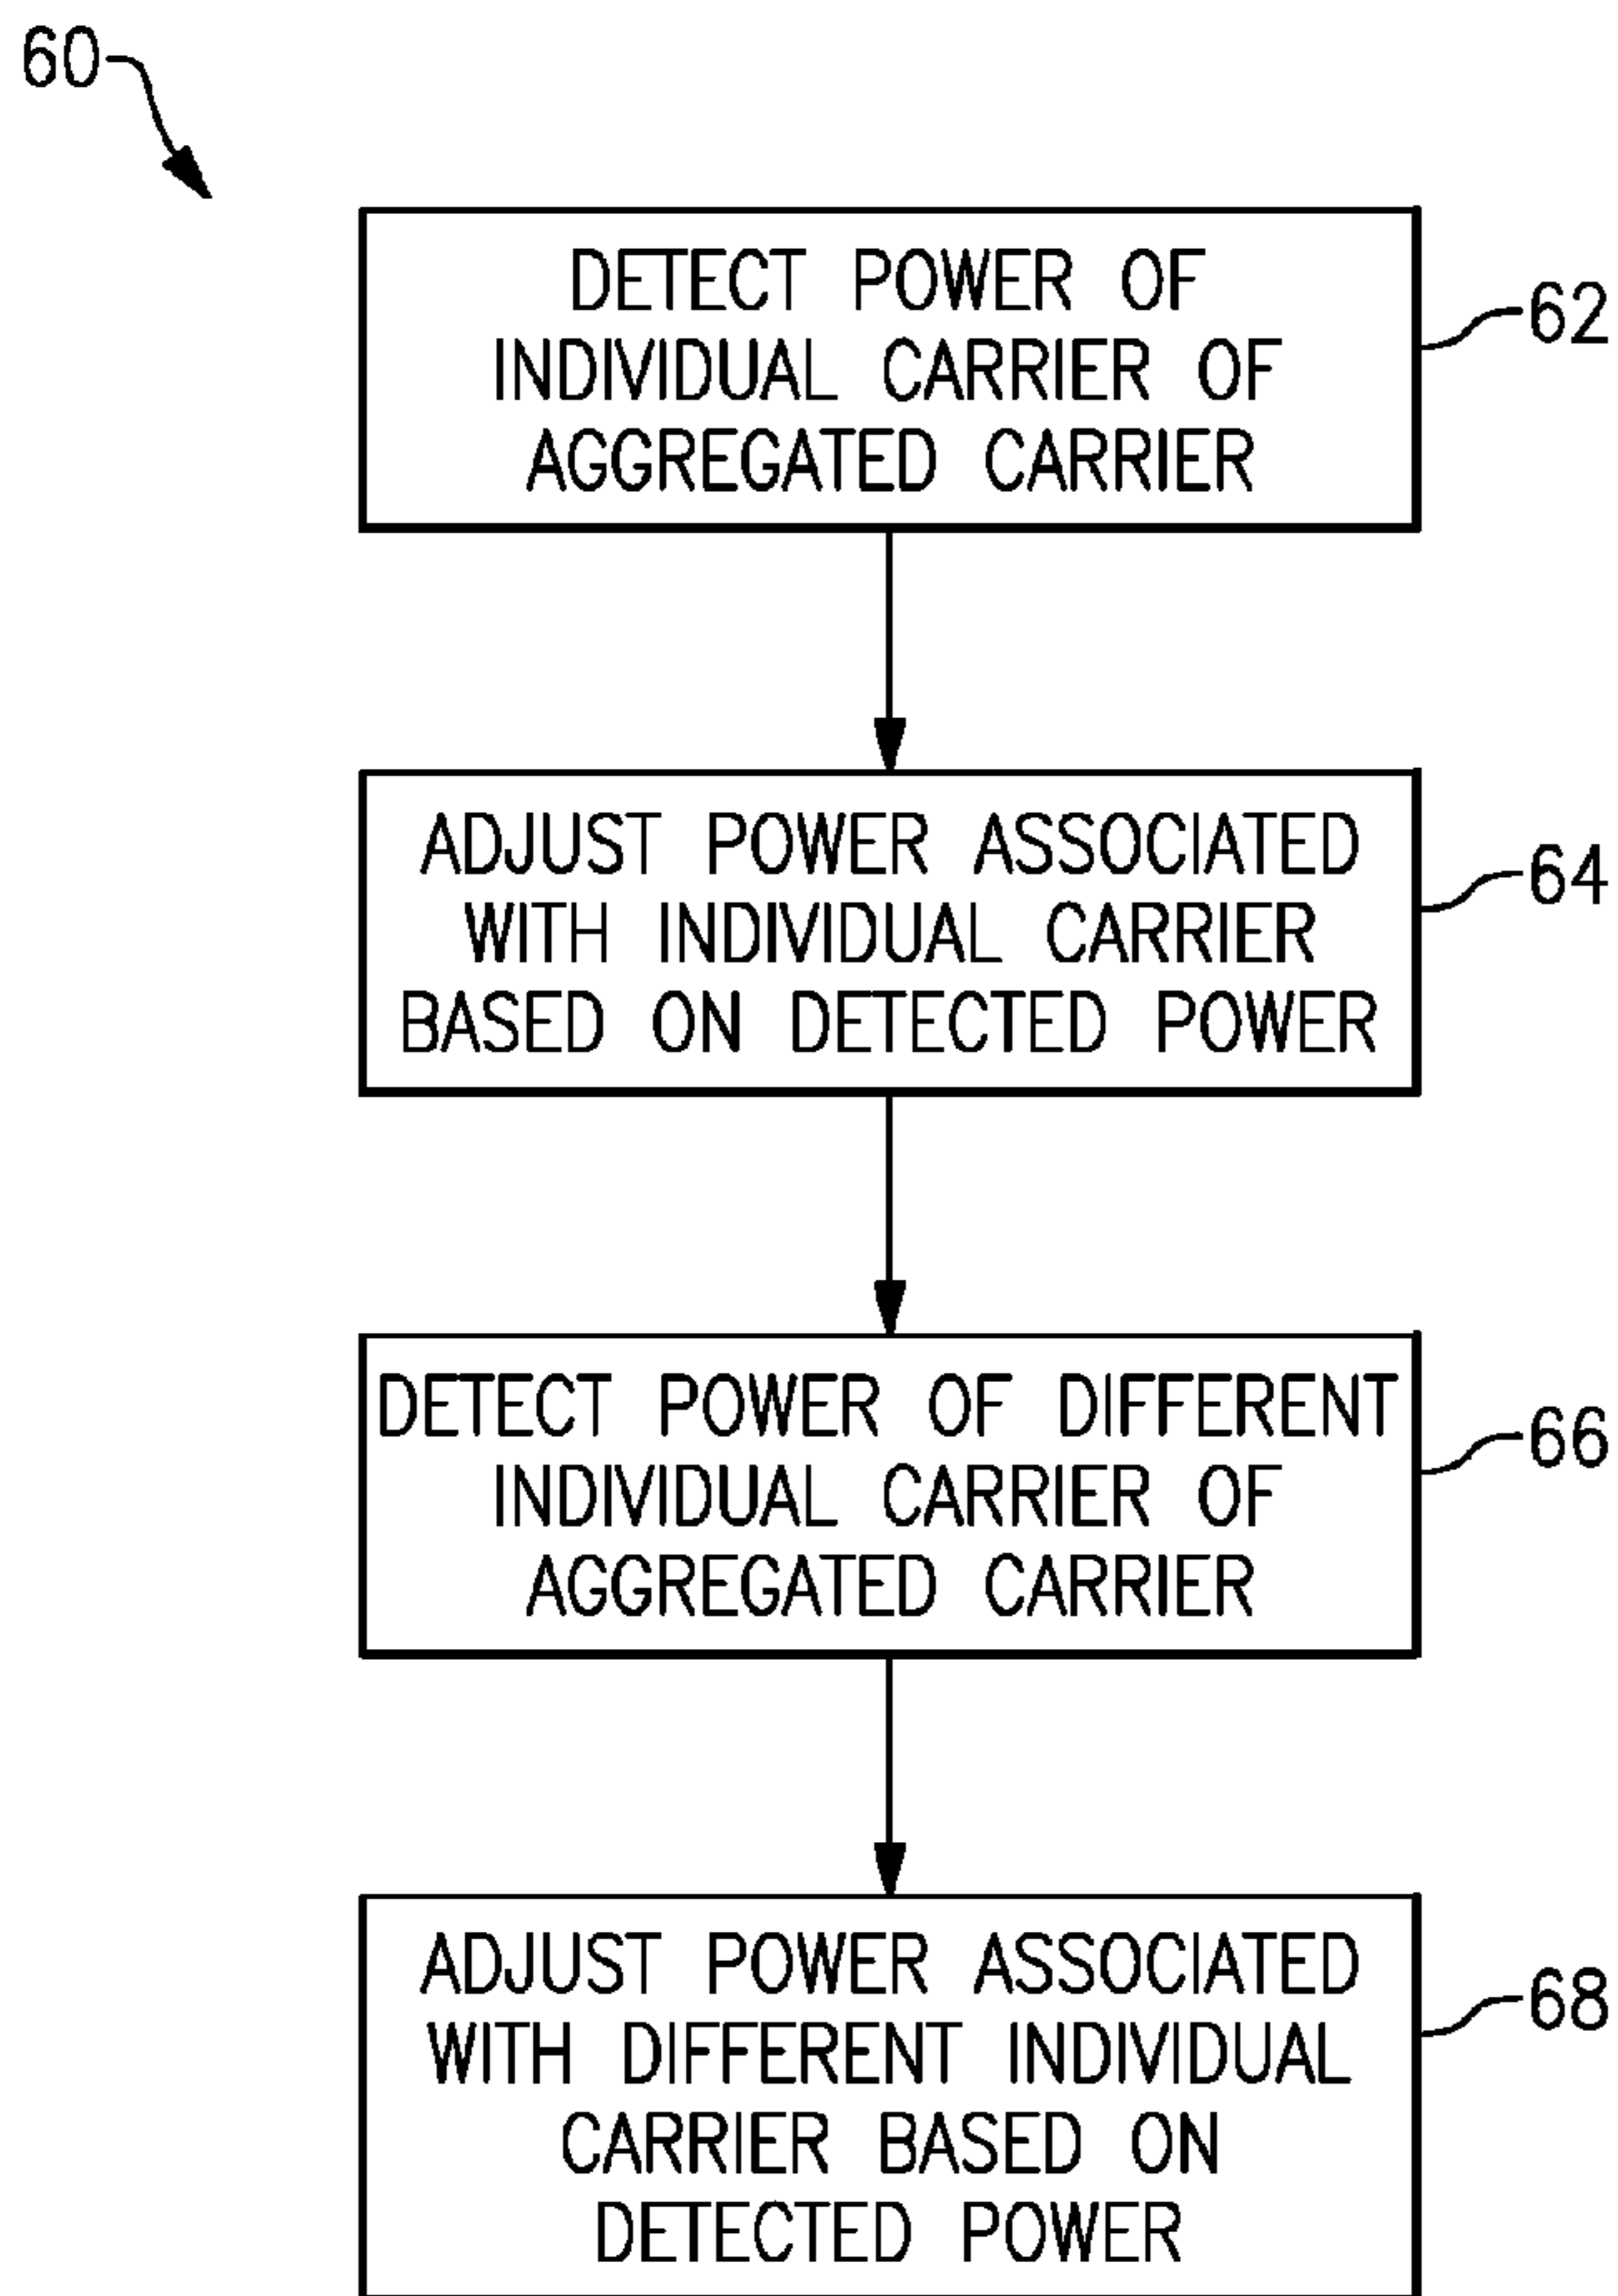 60
DETECT POWER OF
INDIVIDUAL CARRIER OF
AGGREGATED CARRIER
62
ADJUST POWER ASSOCIATED
WITH INDIVIDUAL CARRIER
BASED ON DETECTED POWER
64
DETECT POWER OF DIFFERENT
INDIVIDUAL CARRIER OF
AGGREGATED CARRIER
66
ADJUST POWER ASSOCIATED
WITH DIFFERENT INDIVIDUAL
CARRIER BASED ON
DETECTED POWER
68